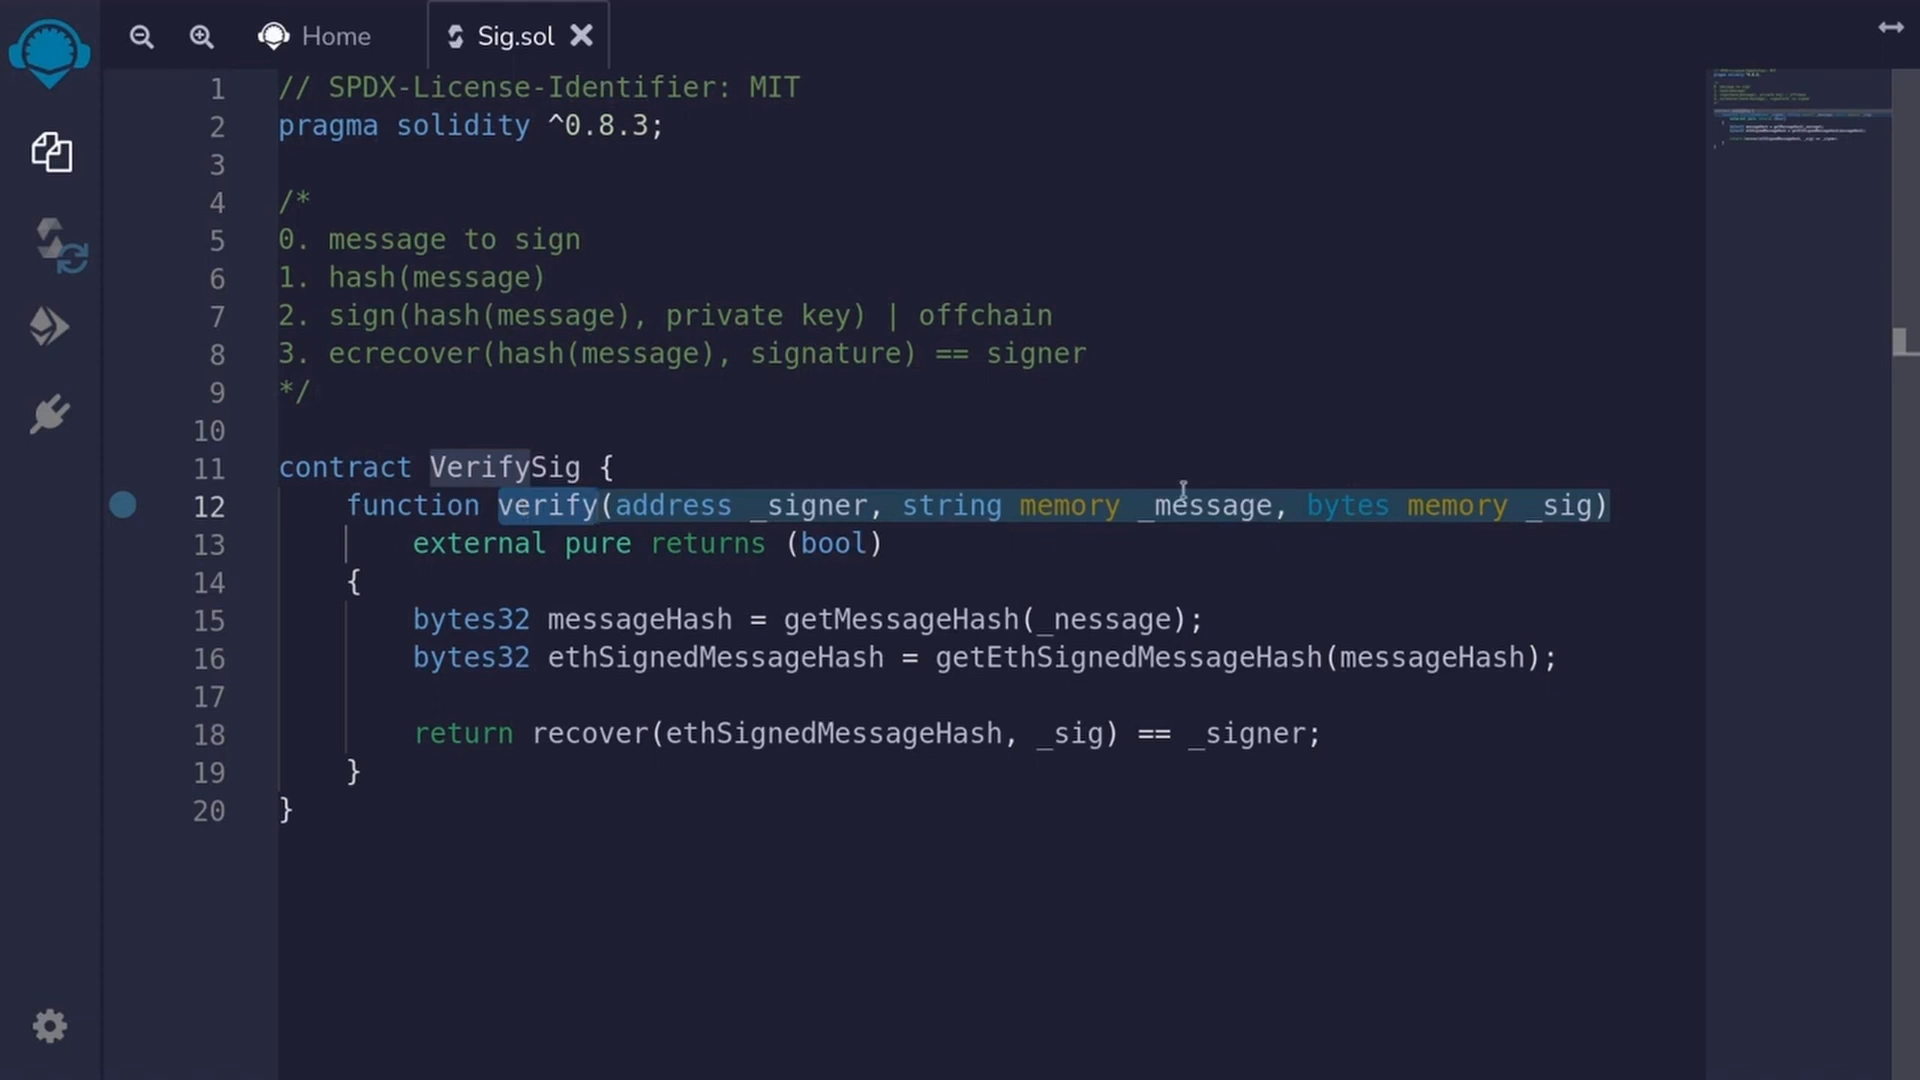 Home
Sig.sol
1 // SPDX-License-Identifier: MIT
2 pragma solidity ^0.8.3;
3
4 /*
5 0. message to sign
6 1. hash(message)
7 2. sign(hash(message), private key) | offchain
8 3. ecrecover(hash(message), signature) == signer
9 */
10
11 contract VerifySig {
12 function verify(address _signer, string memory _message, bytes memory _sig)
13 external pure returns (bool)
14 {
15 bytes32 messageHash = getMessageHash(_nessage);
16 bytes32 ethSignedMessageHash = getEthSignedMessageHash(messageHash);
17
18 return recover(ethSignedMessageHash, _sig) == _signer;
19 }
20 }